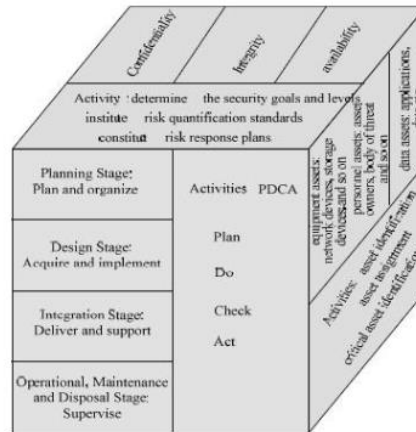 Confidentiality
Integrity
availability
Activity : determine the security goals and levels
institute risk quantification standards
constitute risk response plans
Planning Stage:
Plan and organize
Design Stage:
Acquire and implement
Integration Stage:
Deliver and support
Operational, Maintenance
and Disposal Stage:
Supervise
Activities PDCA
Plan
Do
Check
Act
equipment assets:
network devices, storage
devices and so on
personnel assets: assets
owners, body of threat
and so on
data assets: applications,
Activities: asset identification
asset assignment
critical asset identification